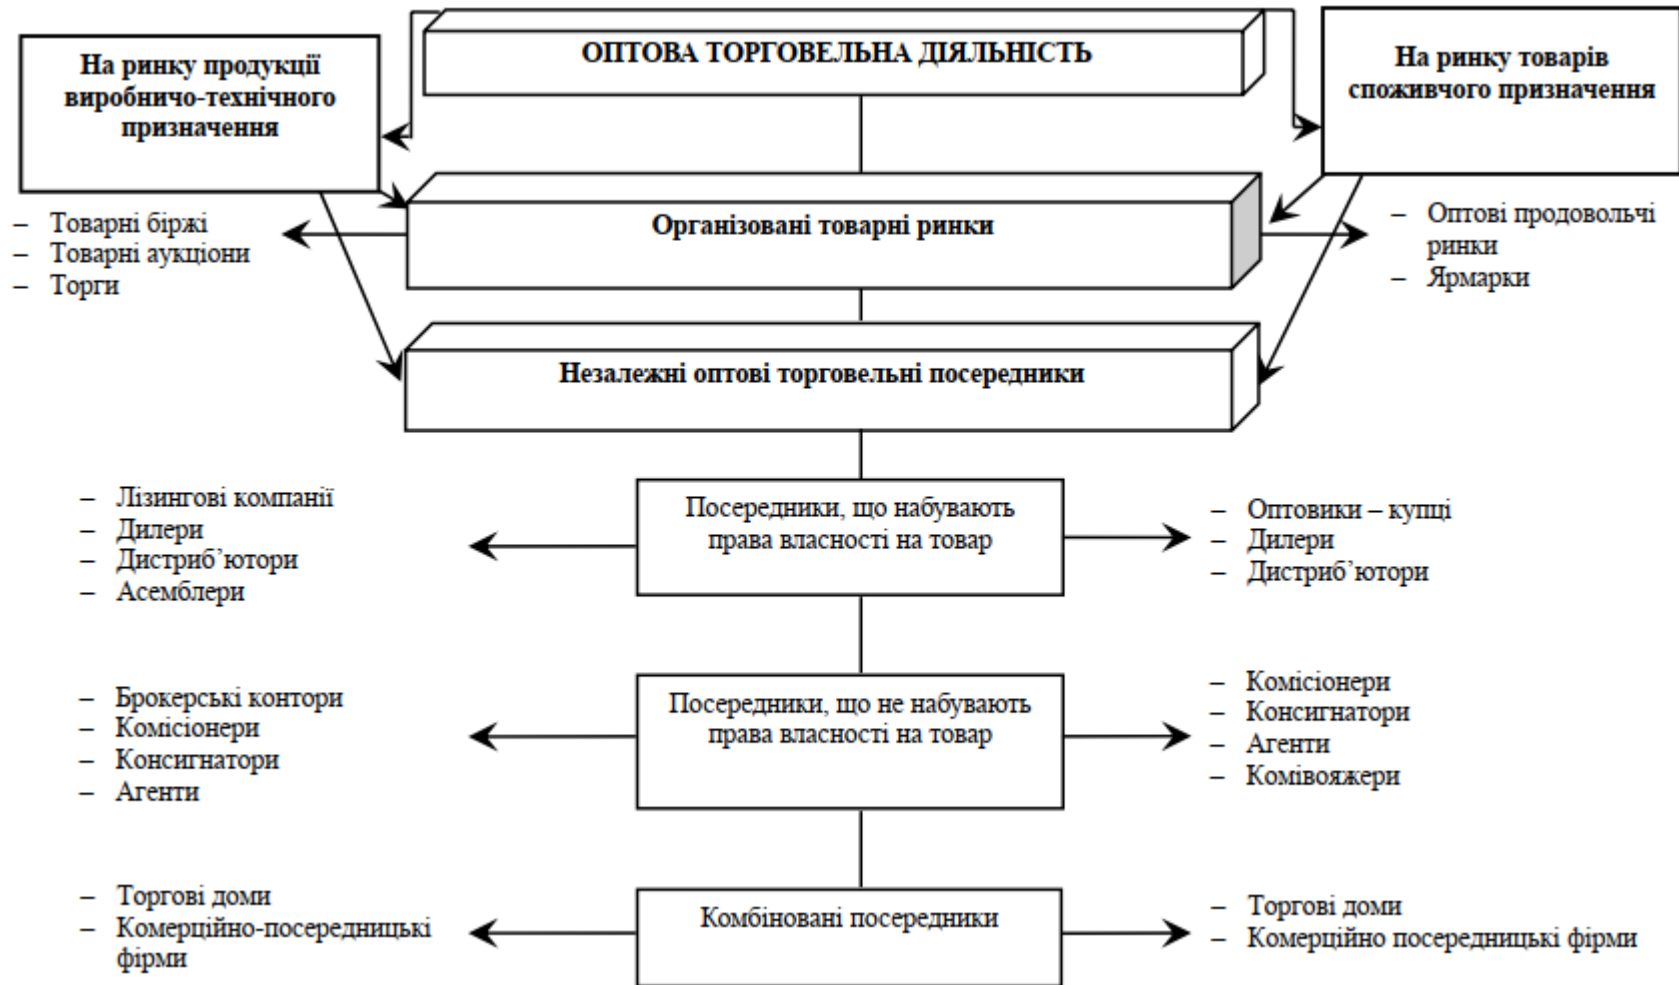 ОПТОВА ТОРГОВЕЛЬНА ДІЯЛЬНІСТЬ
На ринку продукції
виробничо-технічного
призначення
На ринку товарів
споживчого призначення
Організовані товарні ринки
– Товарні біржі
– Товарні аукціони
– Торги
– Оптові продовольчі
ринки
– Ярмарки
Незалежні оптові торговельні посередники
Посередники, що набувають
права власності на товар
– Лізингові компанії
– Дилери
– Дистриб’ютори
– Асемблери
– Оптовики – купці
– Дилери
– Дистриб’ютори
Посередники, що не набувають
права власності на товар
– Брокерські контори
– Комісіонери
– Консигнатори
– Агенти
– Комісіонери
– Консигнатори
– Агенти
– Комівояжери
Комбіновані посередники
– Торгові доми
– Комерційно-посередницькі
фірми
– Торгові доми
– Комерційно посередницькі фірми